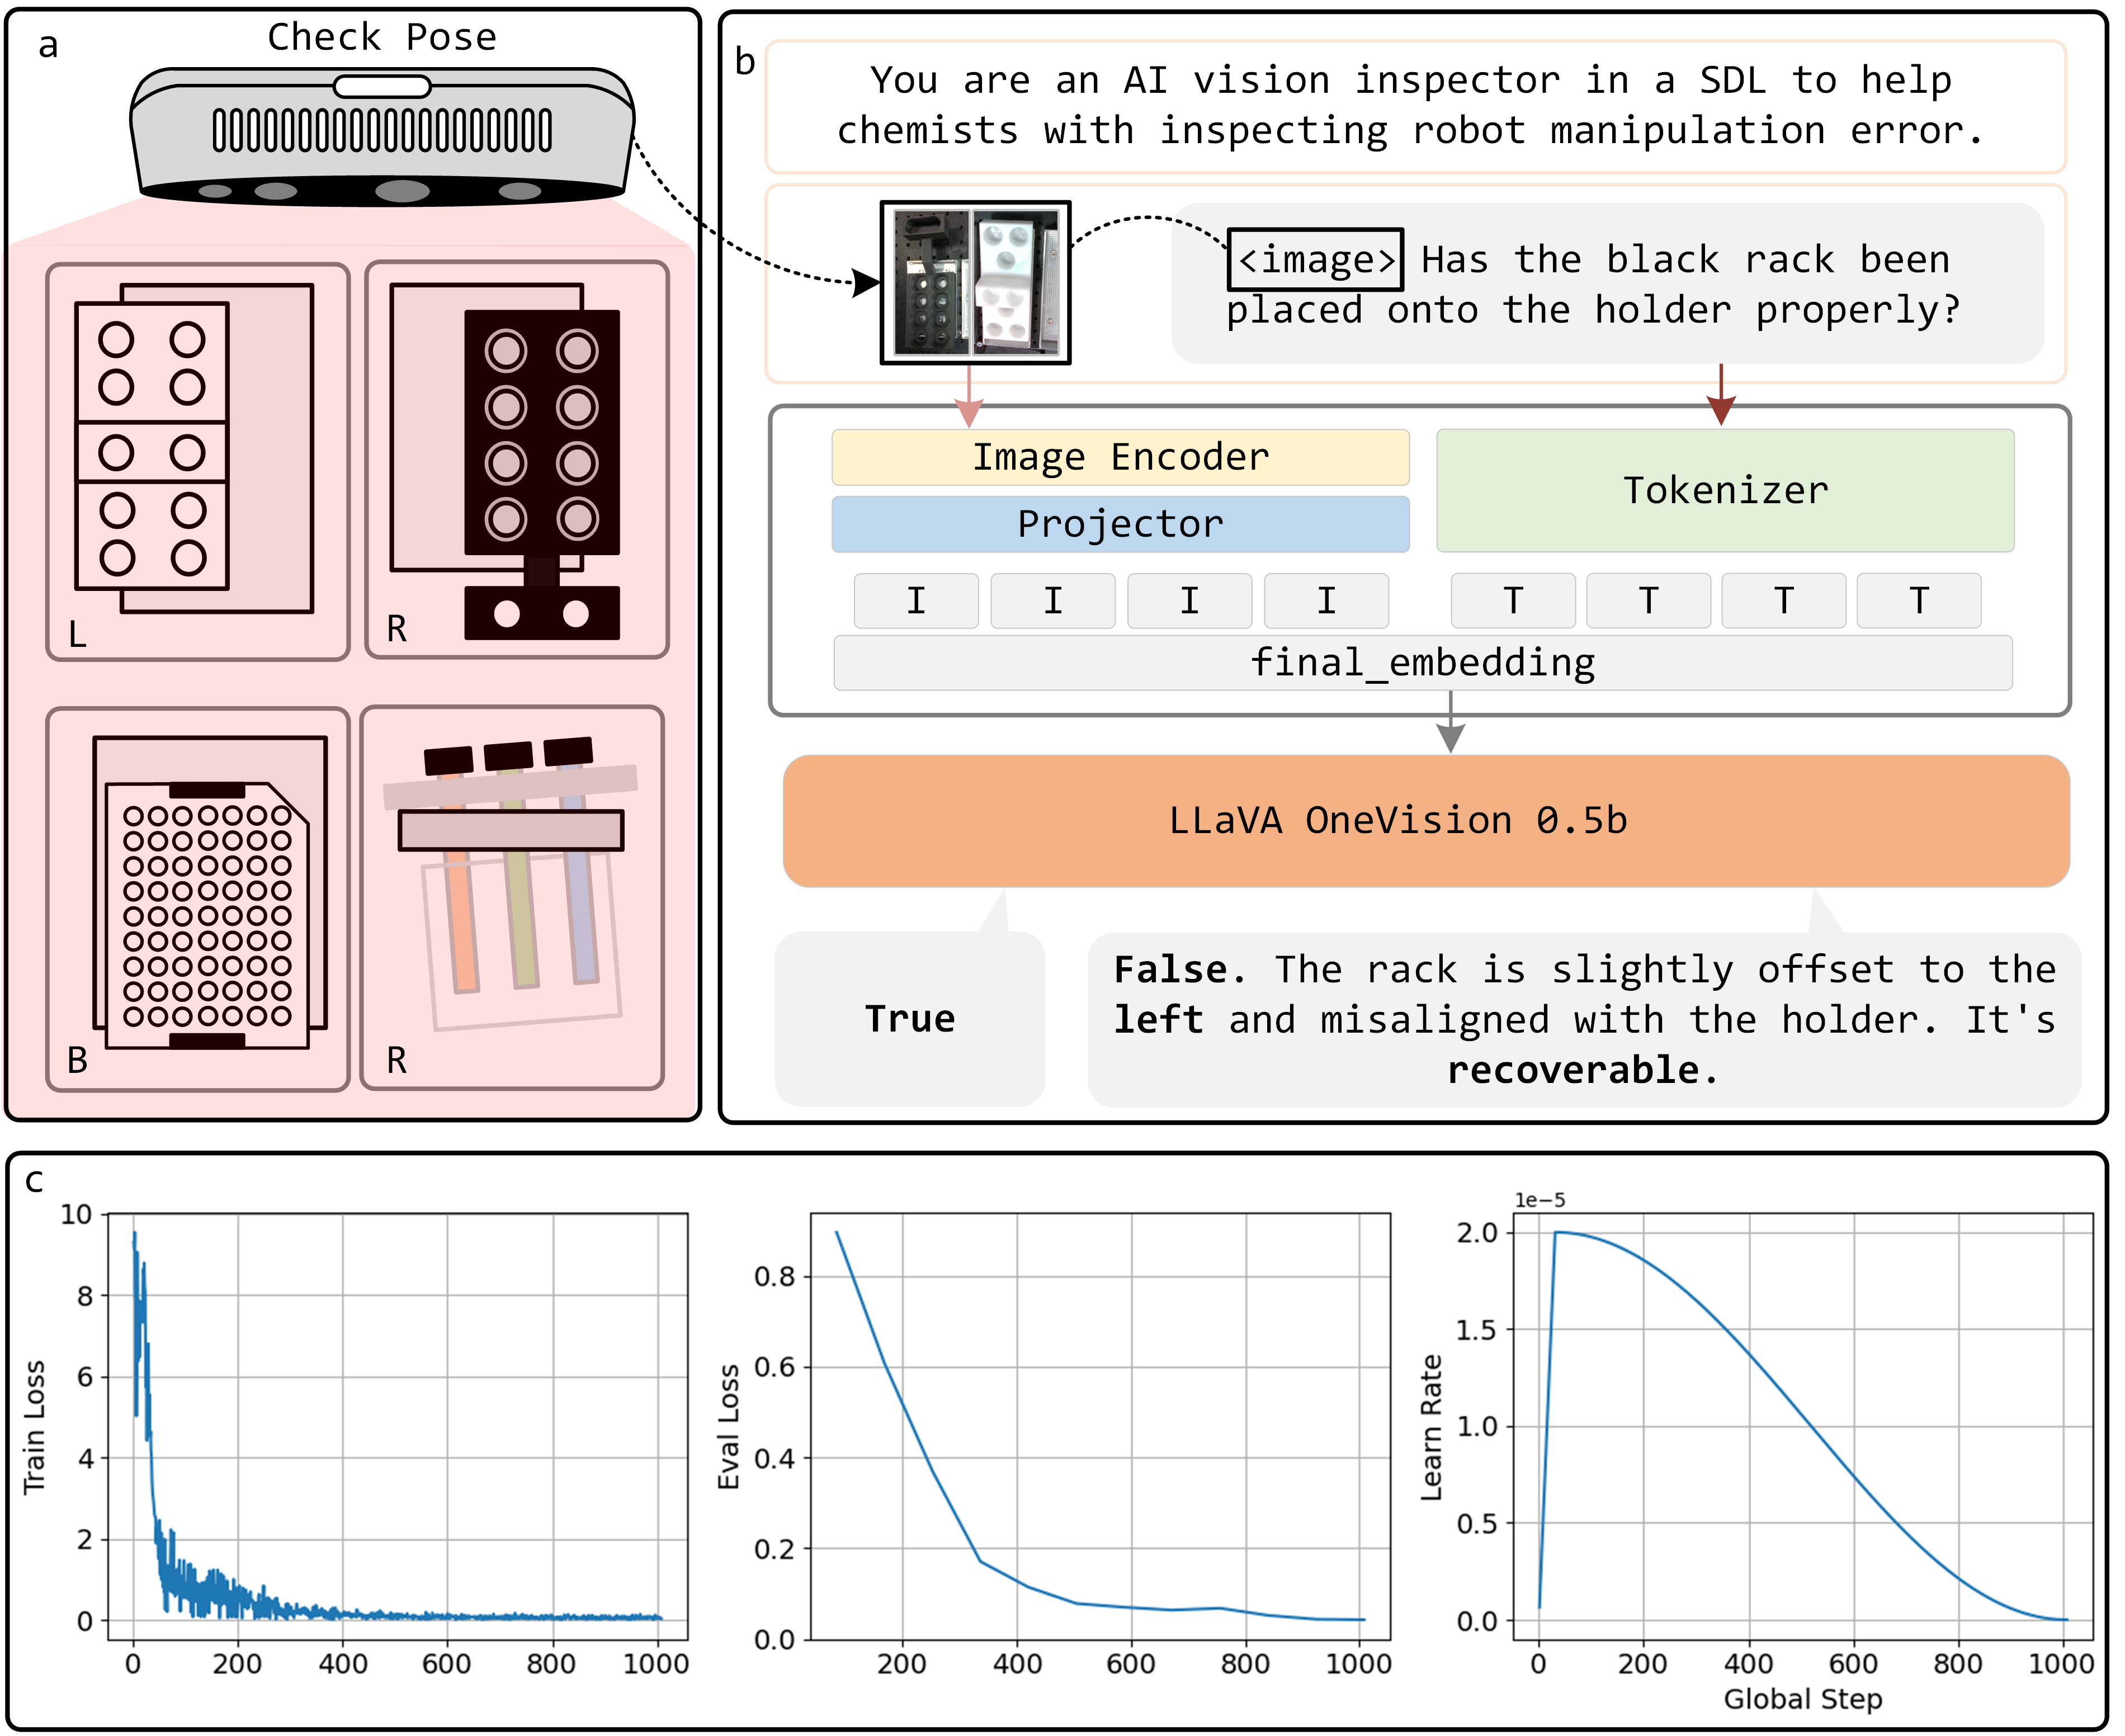 a
Check Pose
L
R
B
R
b
You are an AI vision inspector in a SDL to help
chemists with inspecting robot manipulation error.
<image> Has the black rack been
placed onto the holder properly?
Image Encoder
Projector
Tokenizer
I I I I T T T T
final_embedding
LLaVA OneVision 0.5b
True
False. The rack is slightly offset to the
left and misaligned with the holder. It's
recoverable.
c
Train Loss
10
8
6
4
2
0
0 200 400 600 800 1000
Eval Loss
0.8
0.6
0.4
0.2
0.0
200 400 600 800 1000
1e-5
Learn Rate
2.0
1.5
1.0
0.5
0.0
0 200 400 600 800 1000
Global Step